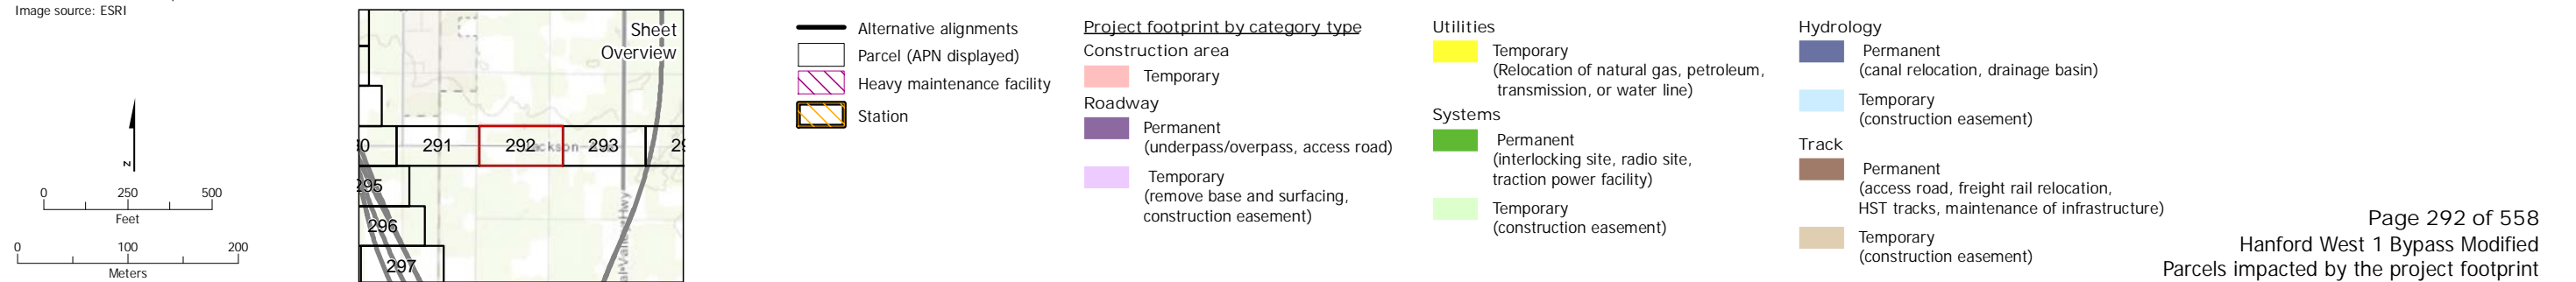 Image source: ESRI
N
0 250 500
Feet
0 100 200
Meters
Sheet
Overview
291
292
293
295
296
297
Alternative alignments
Parcel (APN displayed)
Heavy maintenance facility
Station
Project footprint by category type
Construction area
Temporary
Roadway
Permanent
(underpass/overpass, access road)
Temporary
(remove base and surfacing,
construction easement)
Utilities
Temporary
(Relocation of natural gas, petroleum,
transmission, or water line)
Systems
Permanent
(interlocking site, radio site,
traction power facility)
Temporary
(construction easement)
Hydrology
Permanent
(canal relocation, drainage basin)
Temporary
(construction easement)
Track
Permanent
(access road, freight rail relocation,
HST tracks, maintenance of infrastructure)
Temporary
(construction easement)
Page 292 of 558
Hanford West 1 Bypass Modified
Parcels impacted by the project footprint